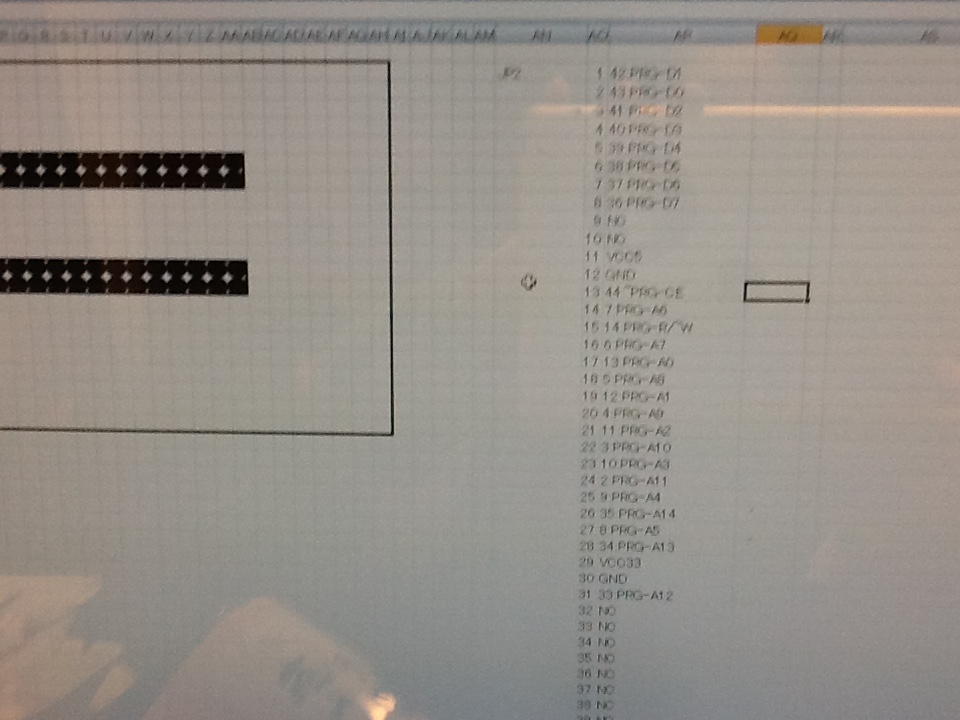 P Q R S T U V W X Y Z AA AB AC AD AE AF AG AH AI AJ AK AL AM AN AO AP AQ AR AS
JP2
1 42 PRG-D1
2 43 PRG-D0
3 41 PRG-D2
4 40 PRG-D3
5 39 PRG-D4
6 38 PRG-D5
7 37 PRG-D6
8 36 PRG-D7
9 NC
10 NC
11 VCC5
12 GND
13 44 ~PRG-CE
14 7 PRG-A6
15 14 PRG-R/~W
16 6 PRG-A7
17 13 PRG-A0
18 5 PRG-A8
19 12 PRG-A1
20 4 PRG-A9
21 11 PRG-A2
22 3 PRG-A10
23 10 PRG-A3
24 2 PRG-A11
25 9 PRG-A4
26 35 PRG-A14
27 8 PRG-A5
28 34 PRG-A13
29 VCC33
30 GND
31 33 PRG-A12
32 NC
33 NC
34 NC
35 NC
36 NC
37 NC
38 NC
39 NC